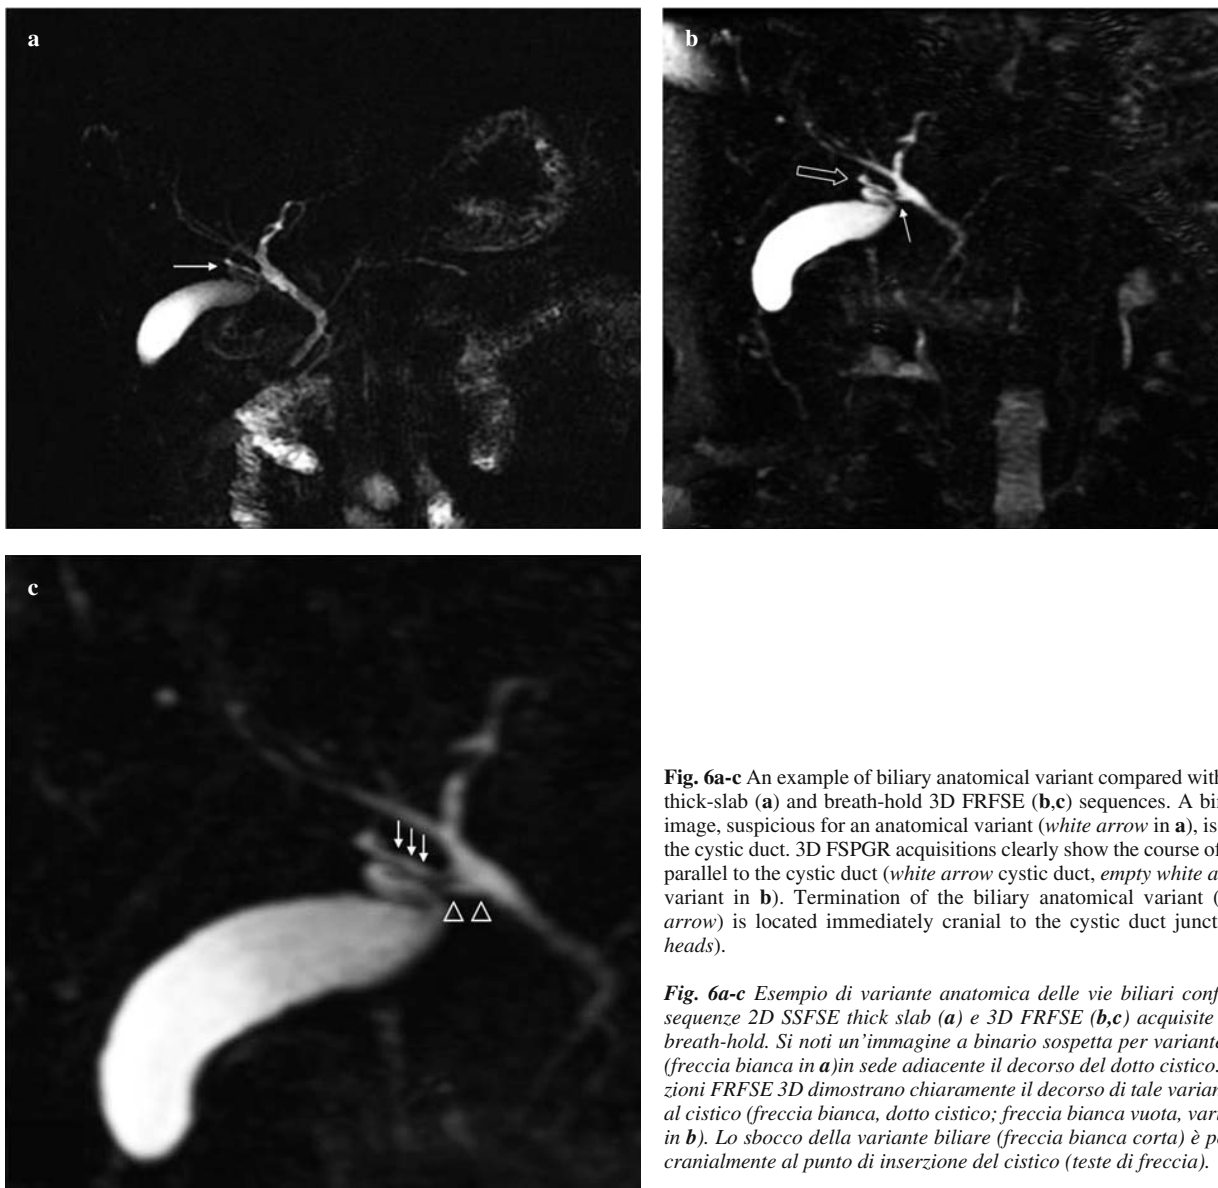 a
b
c
Fig. 6a-c An example of biliary anatomical variant compared with
thick-slab (a) and breath-hold 3D FRFSE (b,c) sequences. A
image, suspicious for an anatomical variant (white arrow in a), is
the cystic duct. 3D FSPGR acquisitions clearly show the course of
parallel to the cystic duct (white arrow cystic duct, empty white
variant in b). Termination of the biliary anatomical variant (
arrow) is located immediately cranial to the cystic duct
heads).
Fig. 6a-c Esempio di variante anatomica delle vie biliari
sequenze 2D SSFSE thick slab (a) e 3D FRFSE (b,c) acquisite
breath-hold. Si noti un'immagine a binario sospetta per variante
(freccia bianca in a)in sede adiacente il decorso del dotto cistico.
zioni FRFSE 3D dimostrano chiaramente il decorso di tale
al cistico (freccia bianca, dotto cistico; freccia bianca vuota,
in b). Lo sbocco della variante biliare (freccia bianca corta) è
cranialmente al punto di inserzione del cistico (teste di freccia).